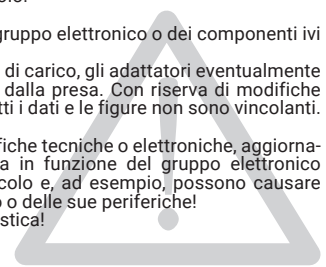 gruppo elettronico o dei componenti ivi
di carico, gli adattatori eventualmente
dalla presa. Con riserva di modifiche
tti i dati e le figure non sono vincolanti.
fiche tecniche o elettroniche, aggiorna-
a in funzione del gruppo elettronico
colo e, ad esempio, possono causare
o o delle sue periferiche!
stica!